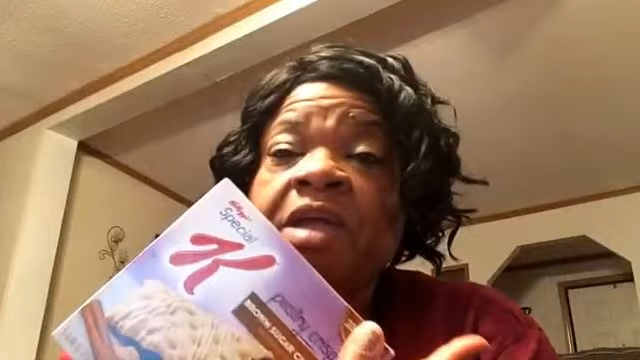 Kellogg's
Special
K
pastry crisps
BROWN SUGAR